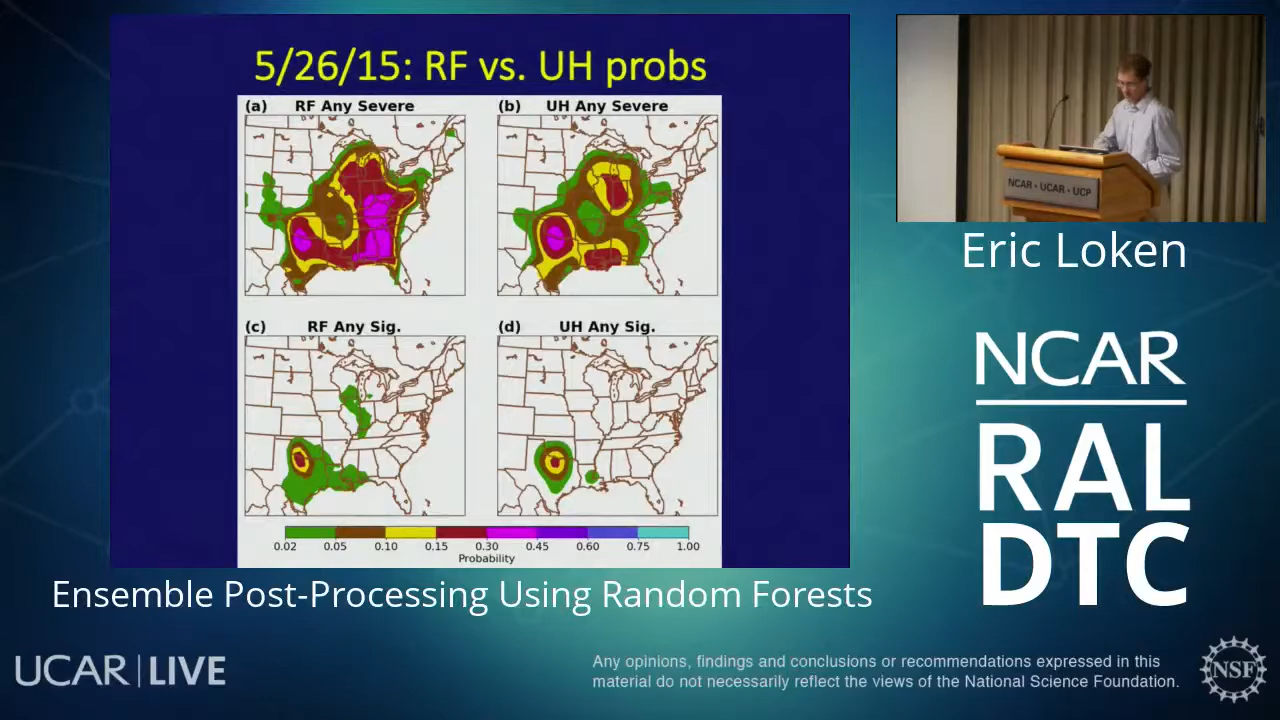 5/26/15: RF vs. UH probs
(a) RF Any Severe
(b) UH Any Severe
(c) RF Any Sig.
(d) UH Any Sig.
0.02 0.05 0.10 0.15 0.30 0.45 0.60 0.75 1.00
Probability
NCAR • UCAR • UCP
Eric Loken
NCAR
RAL
DTC
Ensemble Post-Processing Using Random Forests
UCAR | LIVE
Any opinions, findings and conclusions or recommendations expressed in this
material do not necessarily reflect the views of the National Science Foundation.
NSF